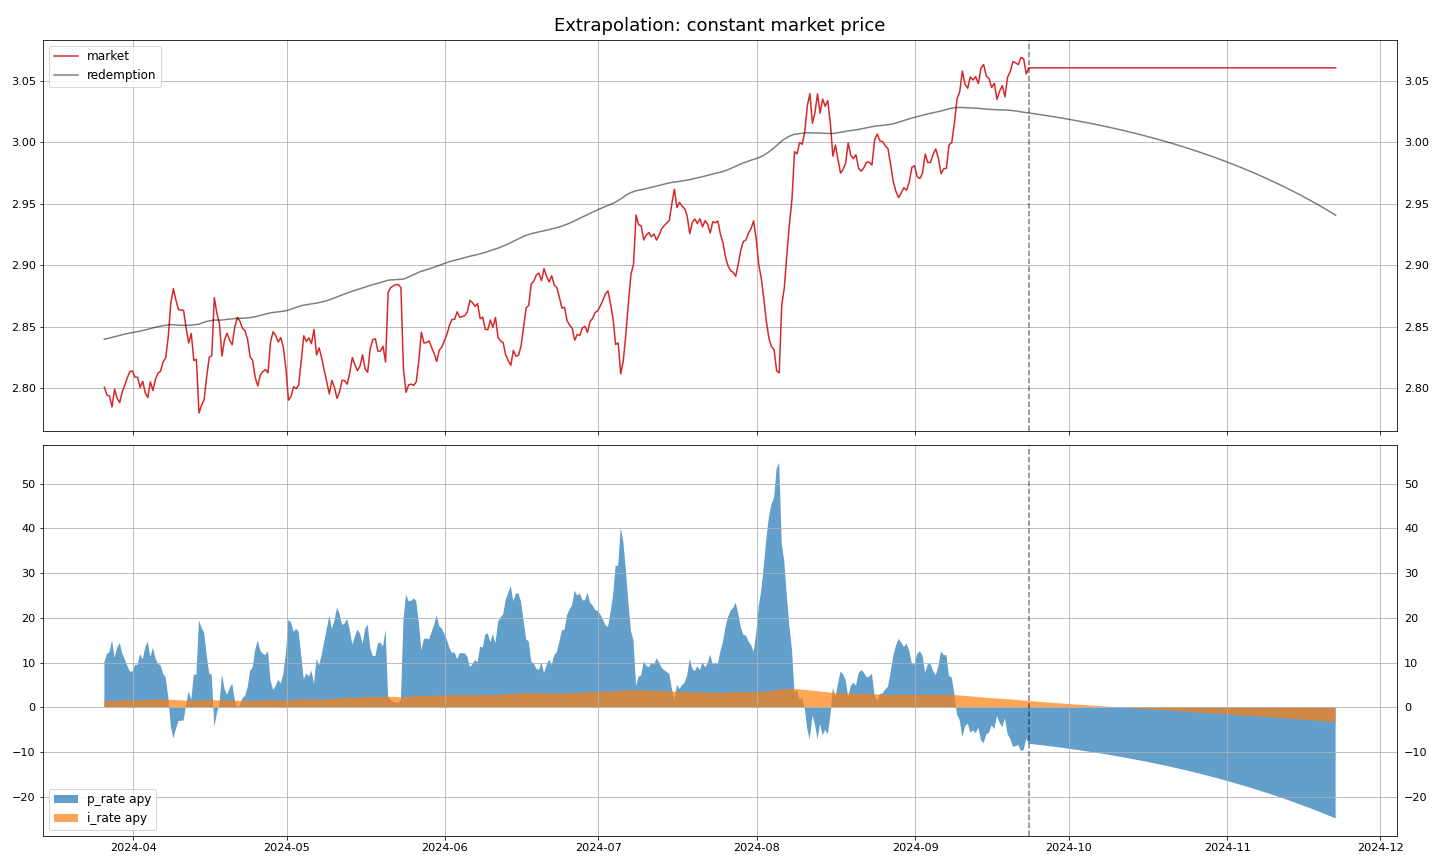 Extrapolation: constant market price
market
redemption
3.05 3.05
3.00 3.00
2.95 2.95
2.90 2.90
2.85 2.85
2.80 2.80
50 50
40 40
30 30
20 20
10 10
0 0
−10 −10
−20 −20
p_rate apy
i_rate apy
2024-04 2024-05 2024-06 2024-07 2024-08 2024-09 2024-10 2024-11 2024-12